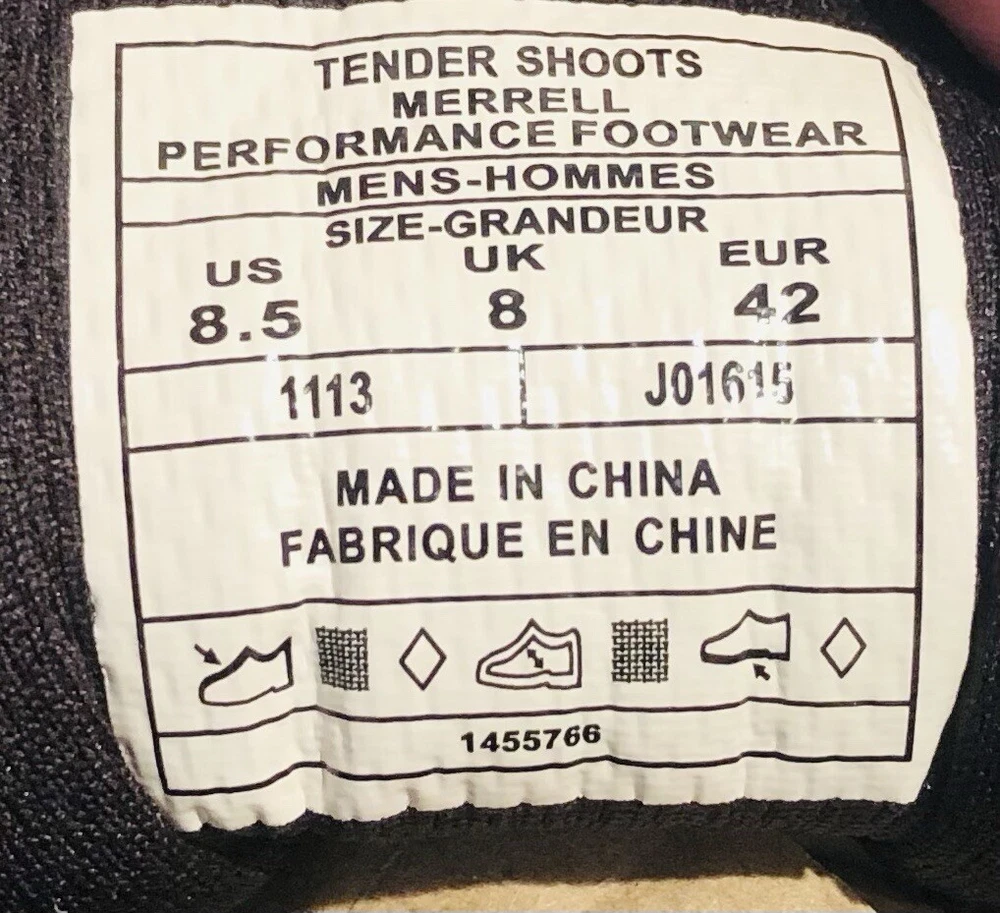 TENDER SHOOTS
MERRELL
PERFORMANCE FOOTWEAR
MENS-HOMMES
SIZE-GRANDEUR
US UK EUR
8.5 8 42
1113 J01615
MADE IN CHINA
FABRIQUE EN CHINE
1455766